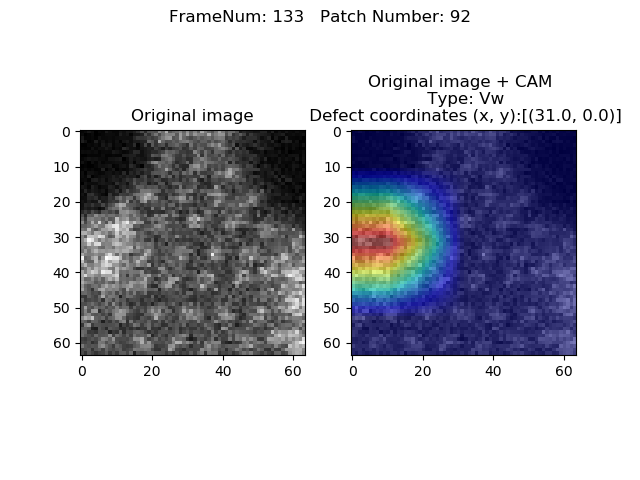 FrameNum: 133   Patch Number: 92
Original image
Original image + CAM
Type: Vw
Defect coordinates (x, y):[(31.0, 0.0)]
0
10
20
30
40
50
60
0 20 40 60
0
10
20
30
40
50
60
0 20 40 60